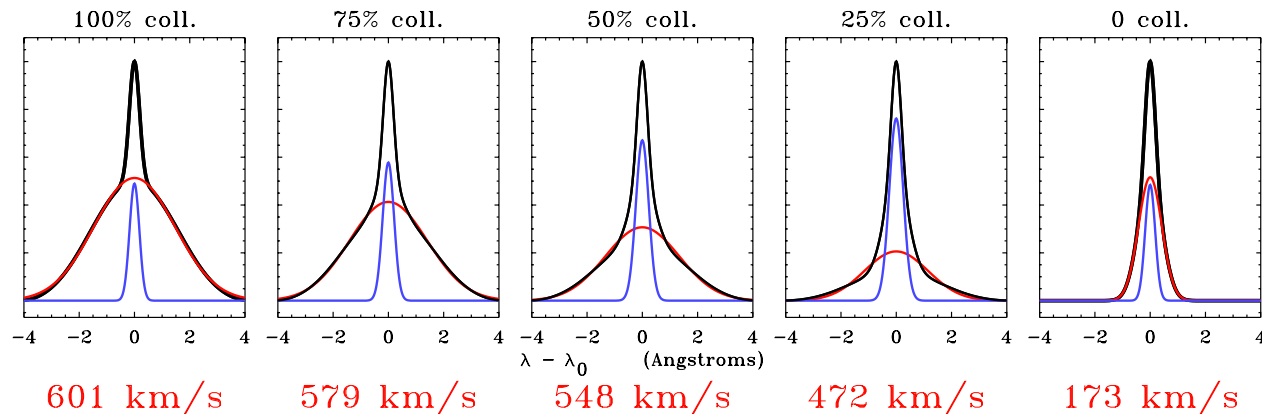 100% coll. 75% coll. 50% coll. 25% coll. 0 coll.
−4 −2 0 2 4 −4 −2 0 2 4 −4 −2 0 2 4 −4 −2 0 2 4 −4 −2 0 2 4
λ − λ₀ (Angstroms)
601 km/s 579 km/s 548 km/s 472 km/s 173 km/s